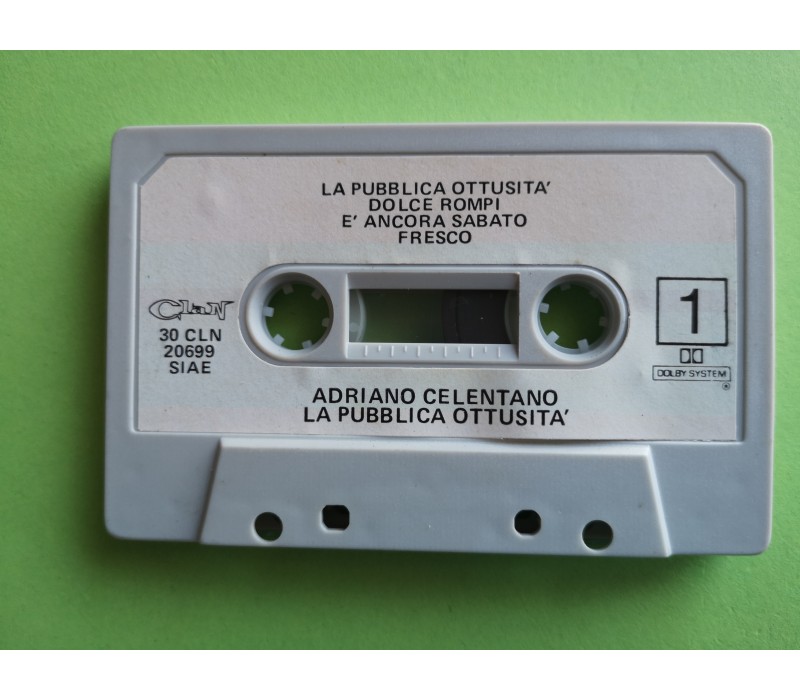 LA PUBBLICA OTTUSITA'
DOLCE ROMPI
E' ANCORA SABATO
FRESCO
Clan
30 CLN
20699
SIAE
1
DOLBY SYSTEM
®
ADRIANO CELENTANO
LA PUBBLICA OTTUSITA'